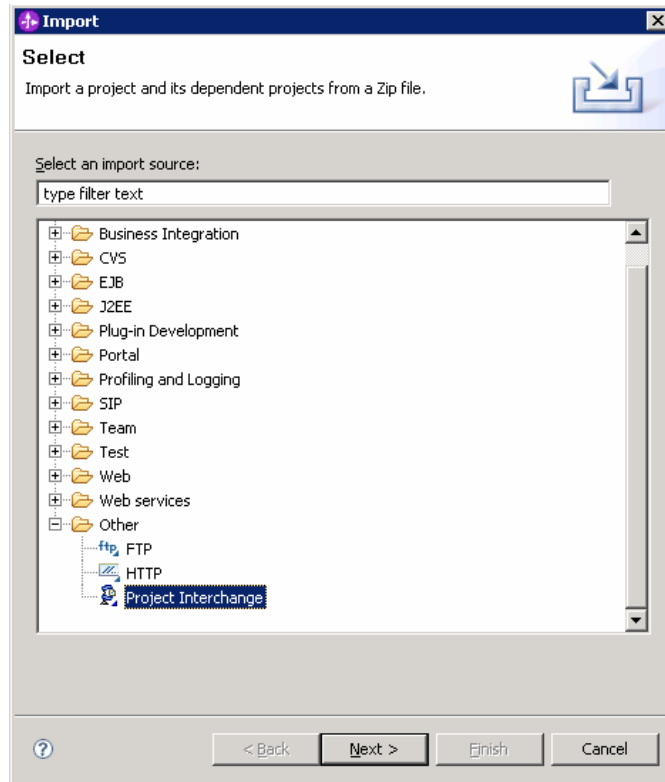 Import
Select
Import a project and its dependent projects from a Zip file.
Select an import source:
type filter text
Business Integration
CVS
EJB
J2EE
Plug-in Development
Portal
Profiling and Logging
SIP
Team
Test
Web
Web services
Other
ftp FTP
HTTP
Project Interchange
? < Back Next > Finish Cancel